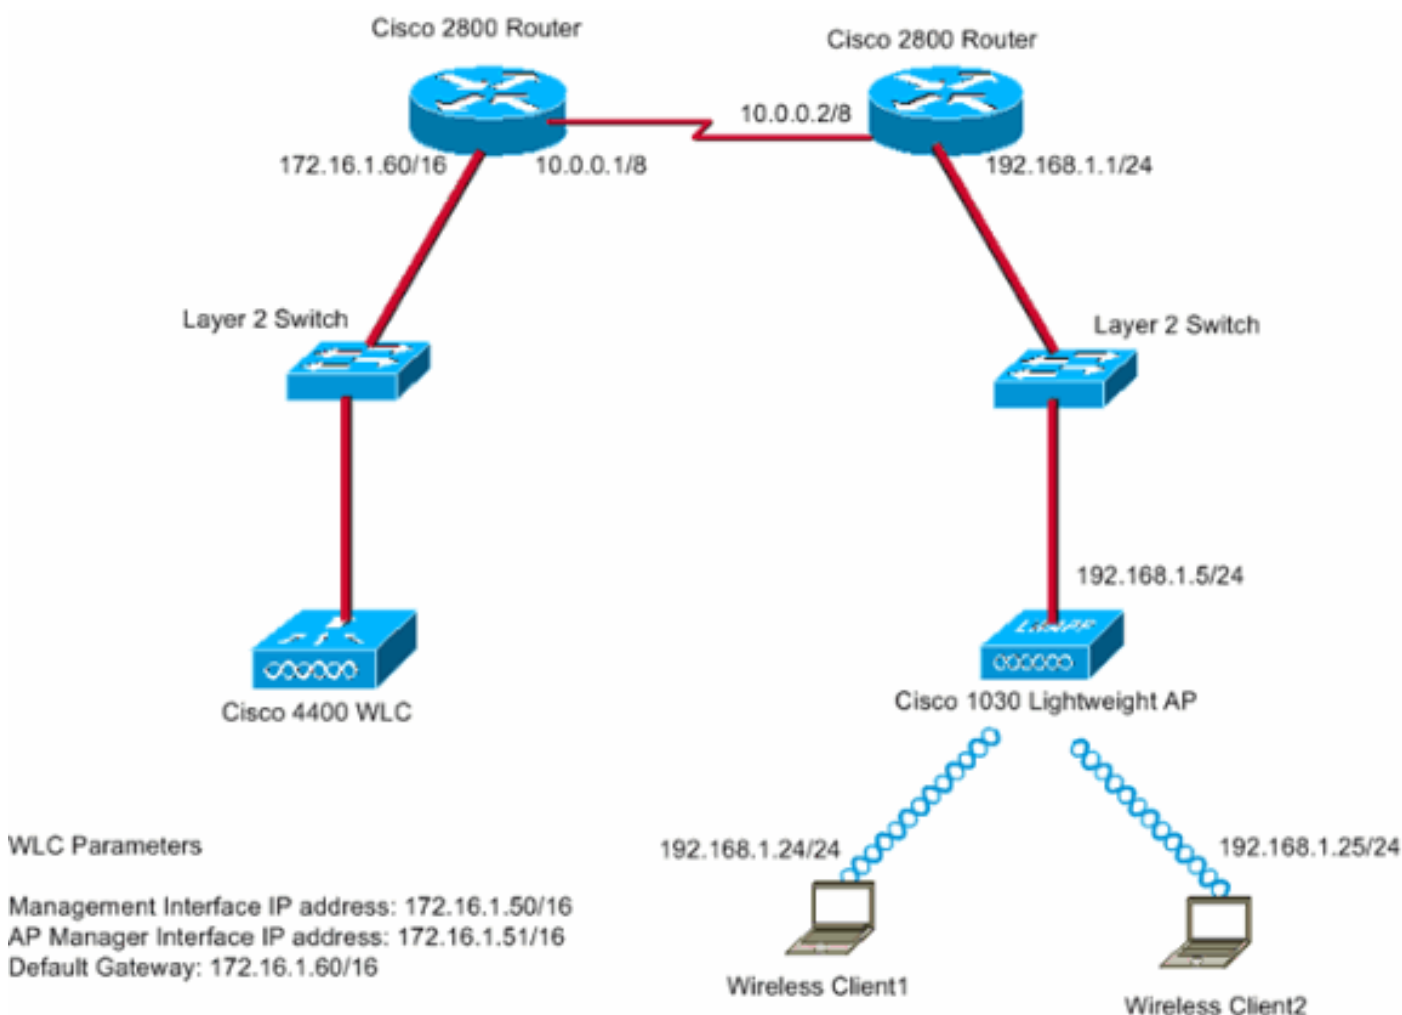 Cisco 2800 Router
Cisco 2800 Router
10.0.0.2/8
172.16.1.60/16
10.0.0.1/8
192.168.1.1/24
Layer 2 Switch
Layer 2 Switch
192.168.1.5/24
LWAPP
Cisco 1030 Lightweight AP
Cisco 4400 WLC
WLC Parameters
192.168.1.24/24
192.168.1.25/24
Management Interface IP address: 172.16.1.50/16
AP Manager Interface IP address: 172.16.1.51/16
Default Gateway: 172.16.1.60/16
Wireless Client1
Wireless Client2